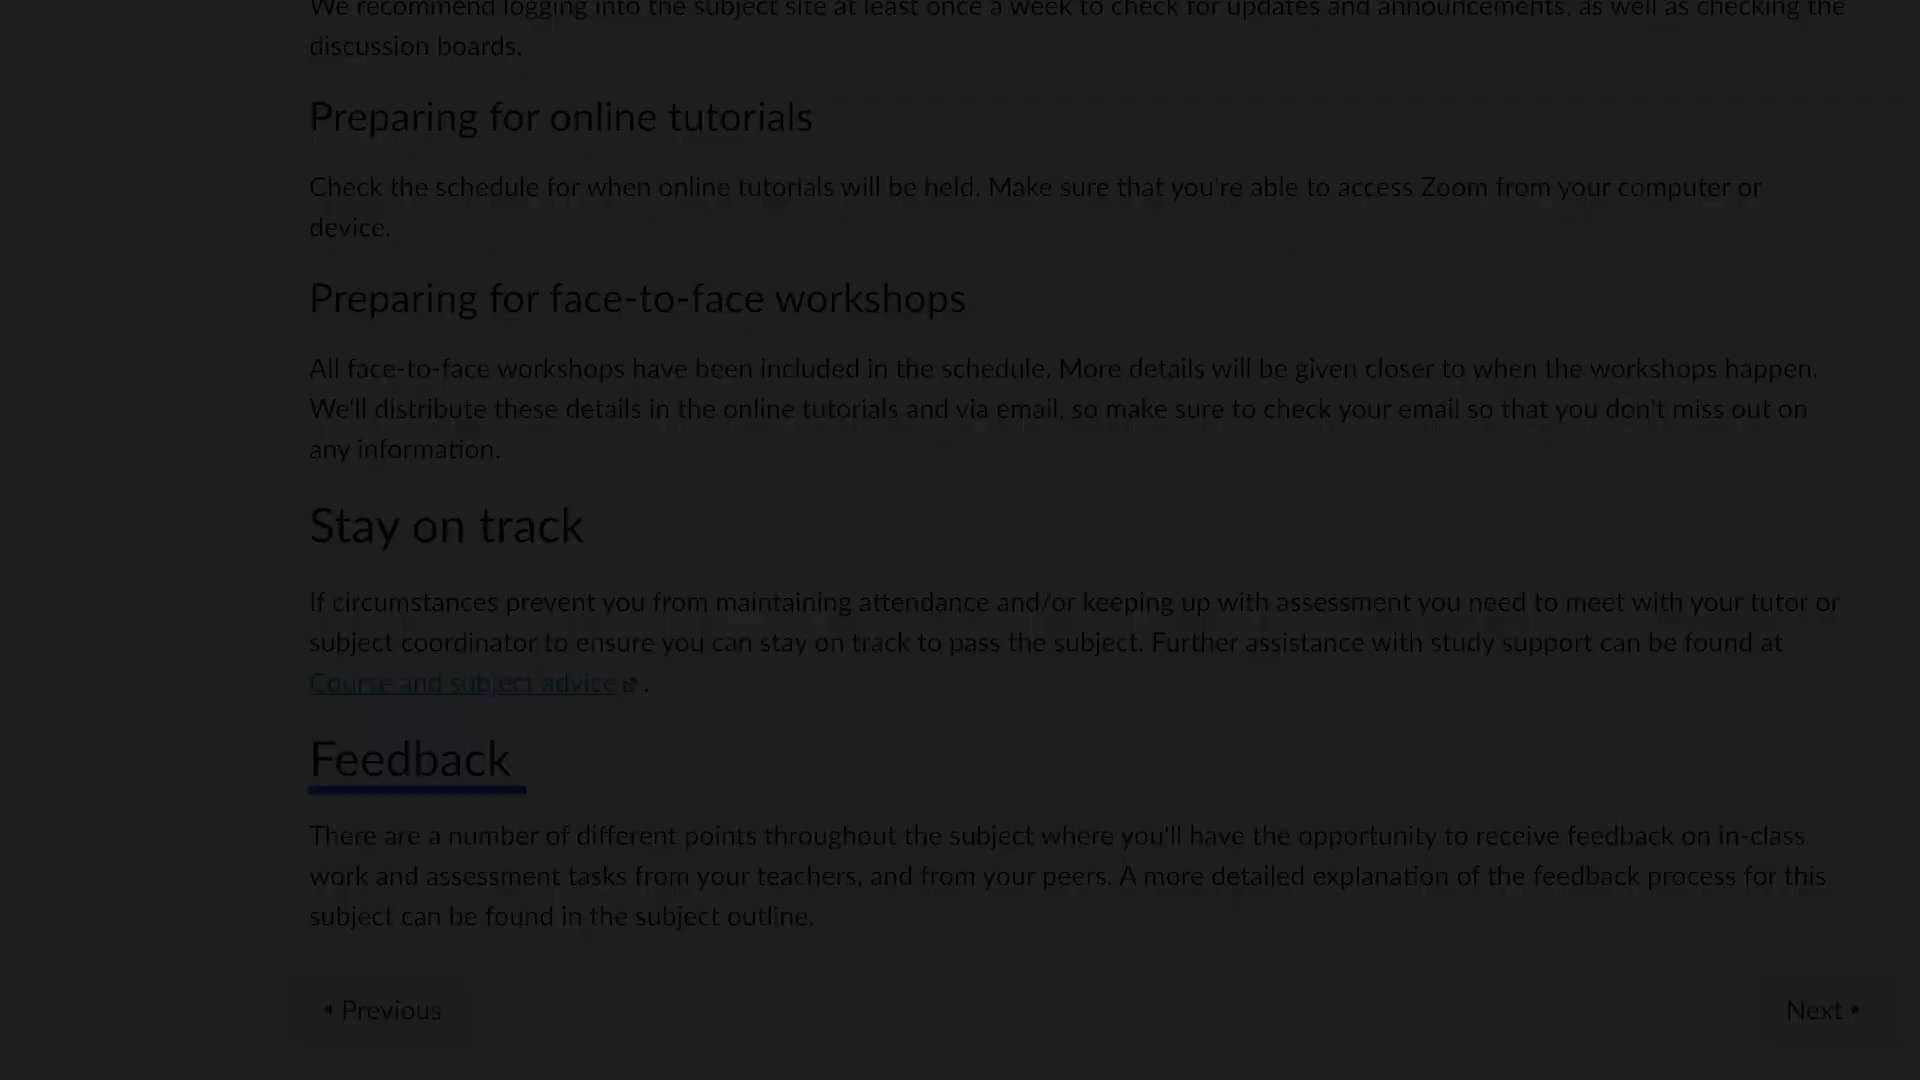 We recommend logging into the subject site at least once a week to check for updates and announcements, as well as checking the
discussion boards.
Preparing for online tutorials
Check the schedule for when online tutorials will be held. Make sure that you're able to access Zoom from your computer or
device.
Preparing for face-to-face workshops
All face-to-face workshops have been included in the schedule. More details will be given closer to when the workshops happen.
We'll distribute these details in the online tutorials and via email, so make sure to check your email so that you don't miss out on
any information.
Stay on track
If circumstances prevent you from maintaining attendance and/or keeping up with assessment you need to meet with your tutor or
subject coordinator to ensure you can stay on track to pass the subject. Further assistance with study support can be found at
Course and subject advice .
Feedback
There are a number of different points throughout the subject where you'll have the opportunity to receive feedback on in-class
work and assessment tasks from your teachers, and from your peers. A more detailed explanation of the feedback process for this
subject can be found in the subject outline.
Previous
Next